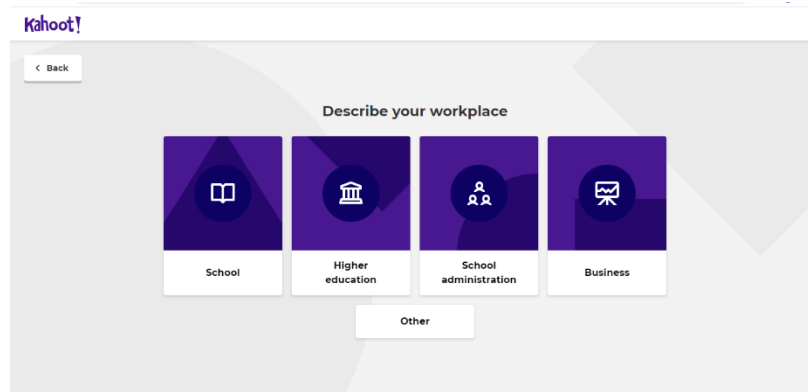 Kahoot!
< Back
Describe your workplace
School
Higher
education
School
administration
Business
Other